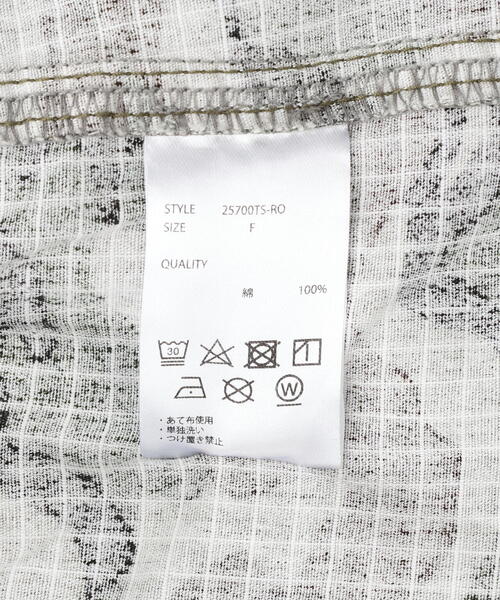 STYLE 25700TS-RO
SIZE F
QUALITY
綿 100%
30
W
・あて布使用
・単独洗い
・つけ置き禁止